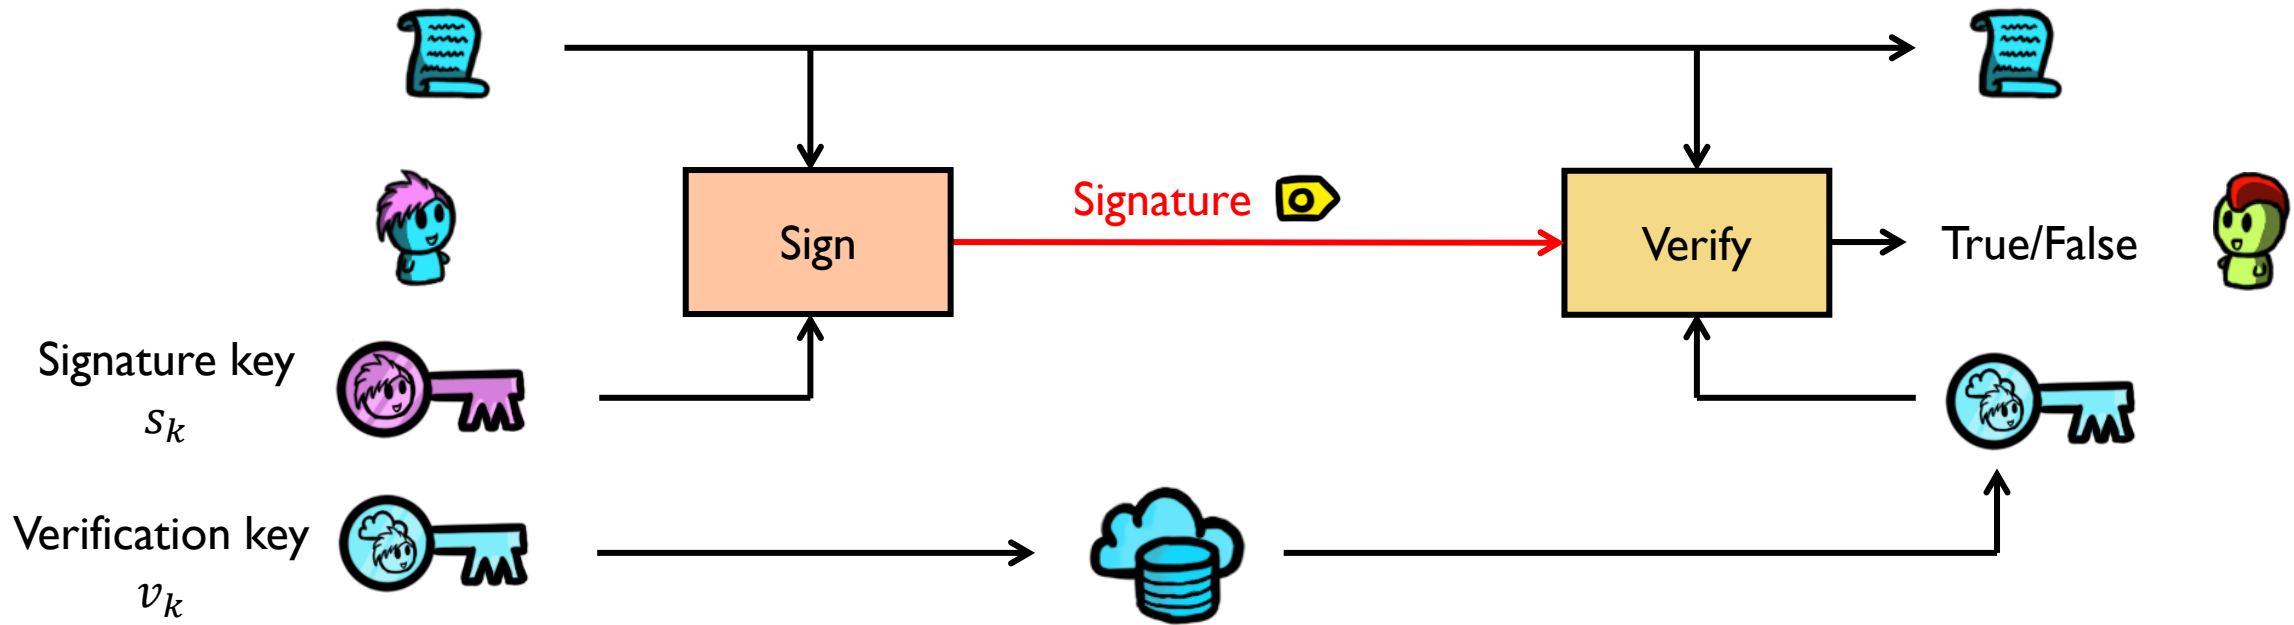 Signature
Sign
Verify
True/False
Signature key
s_k
Verification key
v_k